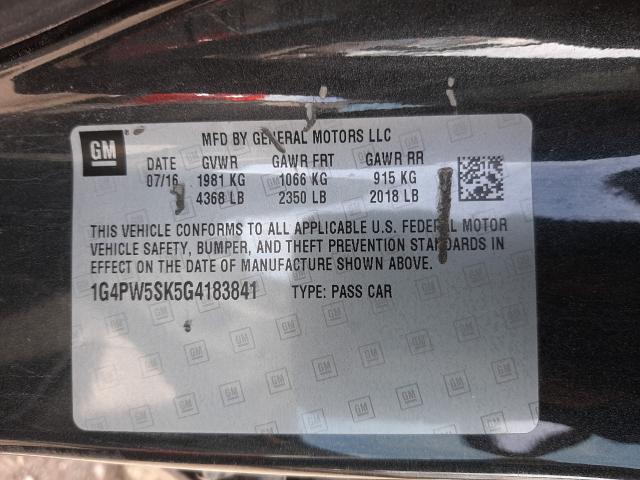 GM
MFD BY GENERAL MOTORS LLC
DATE GVWR GAWR FRT GAWR RR
07/16 1981 KG 1066 KG 915 KG
4368 LB 2350 LB 2018 LB
THIS VEHICLE CONFORMS TO ALL APPLICABLE U.S. FEDERAL MOTOR
VEHICLE SAFETY, BUMPER, AND THEFT PREVENTION STANDARDS IN
EFFECT ON THE DATE OF MANUFACTURE SHOWN ABOVE.
1G4PW5SK5G4183841 TYPE: PASS CAR